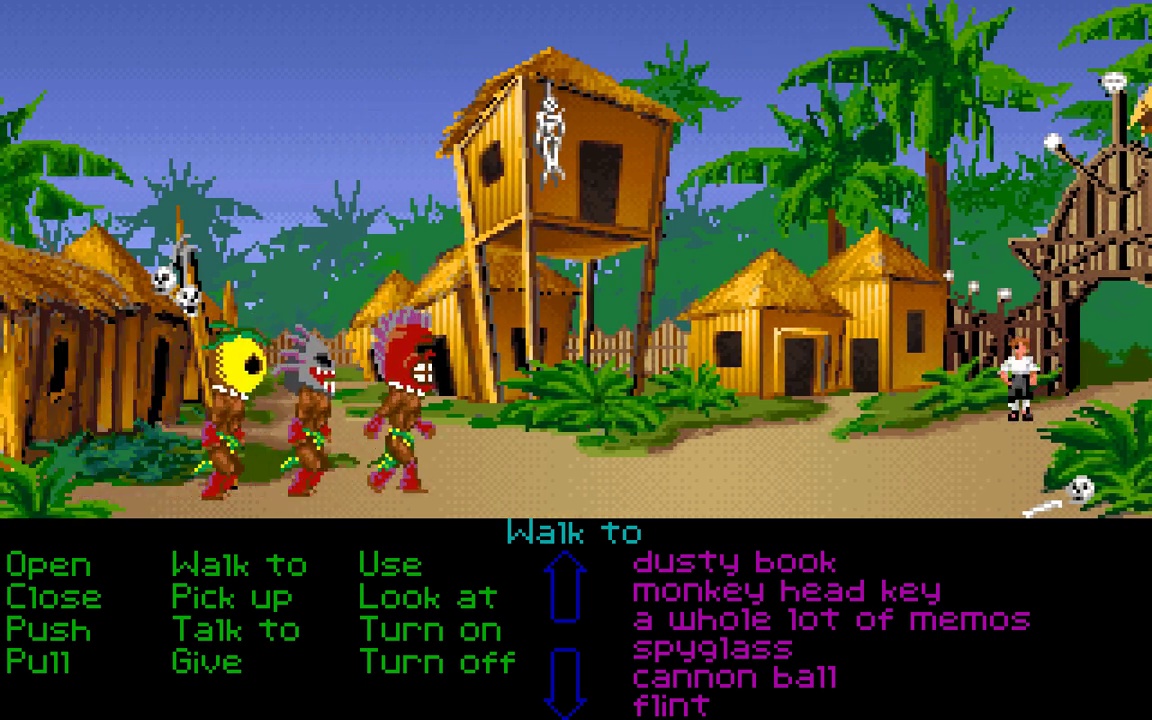 Walk to
Open Walk to Use
Close Pick up Look at
Push Talk to Turn on
Pull Give Turn off
dusty book
monkey head key
a whole lot of memos
spyglass
cannon ball
flint